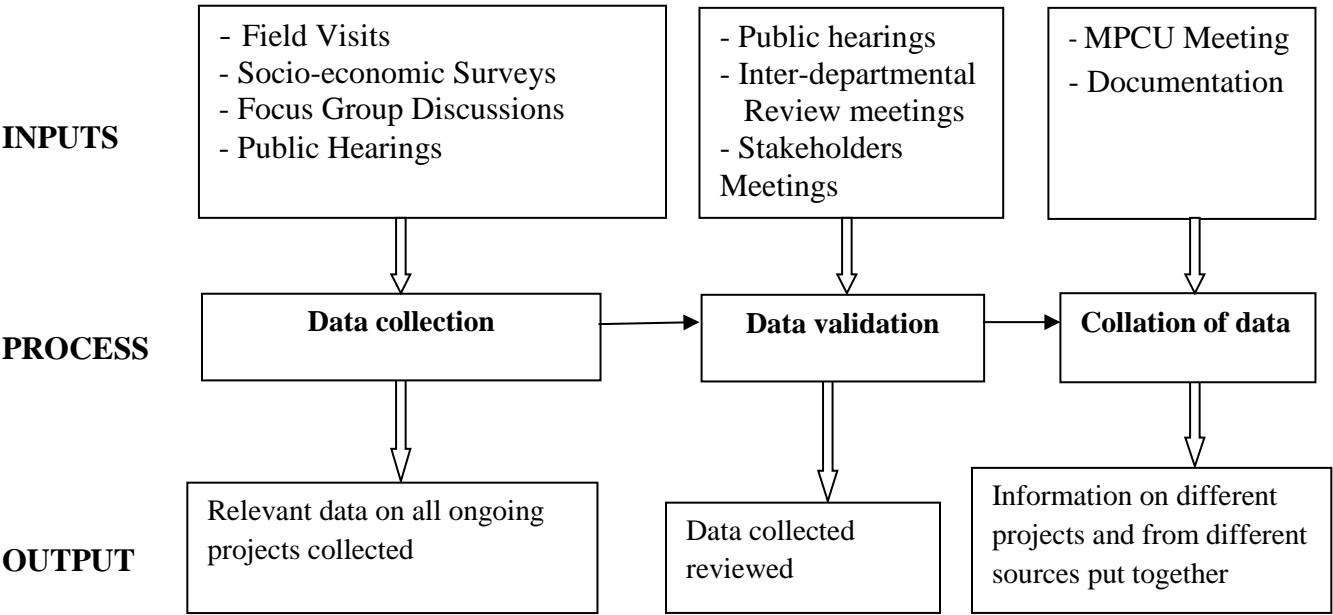 INPUTS
- Field Visits
- Socio-economic Surveys
- Focus Group Discussions
- Public Hearings
- Public hearings
- Inter-departmental
Review meetings
- Stakeholders
Meetings
- MPCU Meeting
- Documentation
PROCESS
Data collection
Data validation
Collation of data
OUTPUT
Relevant data on all ongoing
projects collected
Data collected
reviewed
Information on different
projects and from different
sources put together